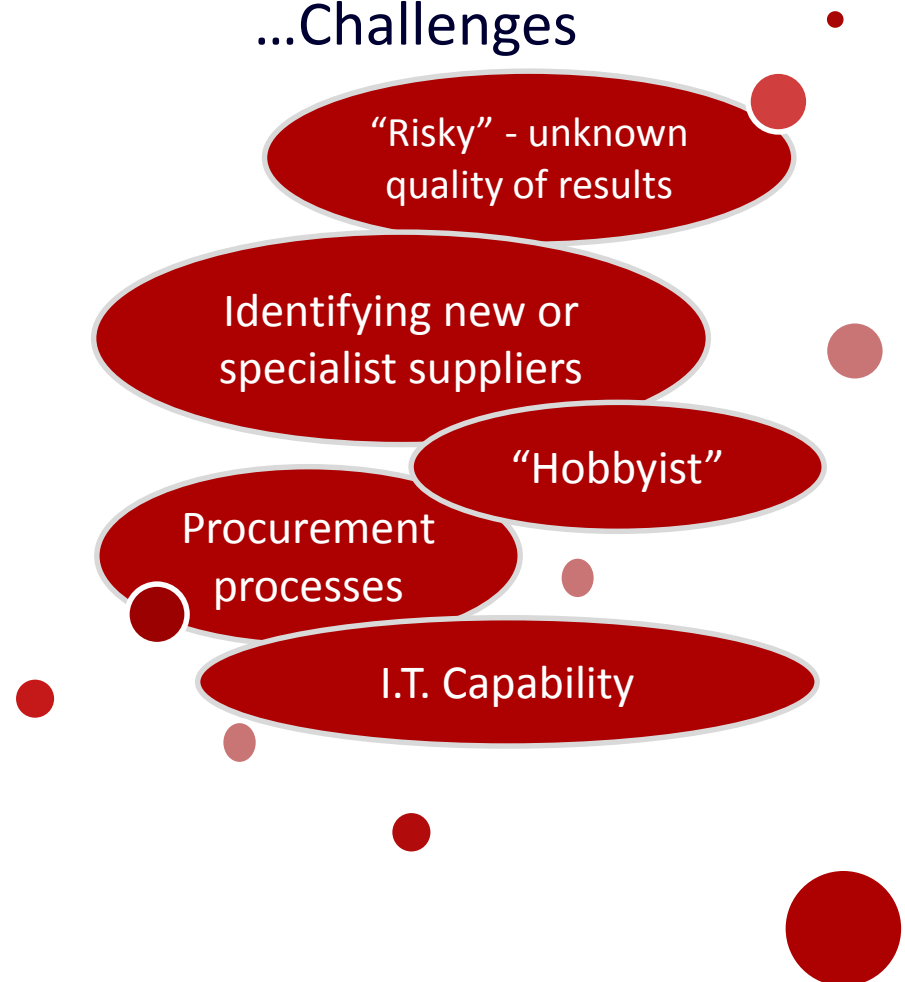 …Challenges
“Risky” - unknown
quality of results
Identifying new or
specialist suppliers
“Hobbyist”
Procurement
processes
I.T. Capability